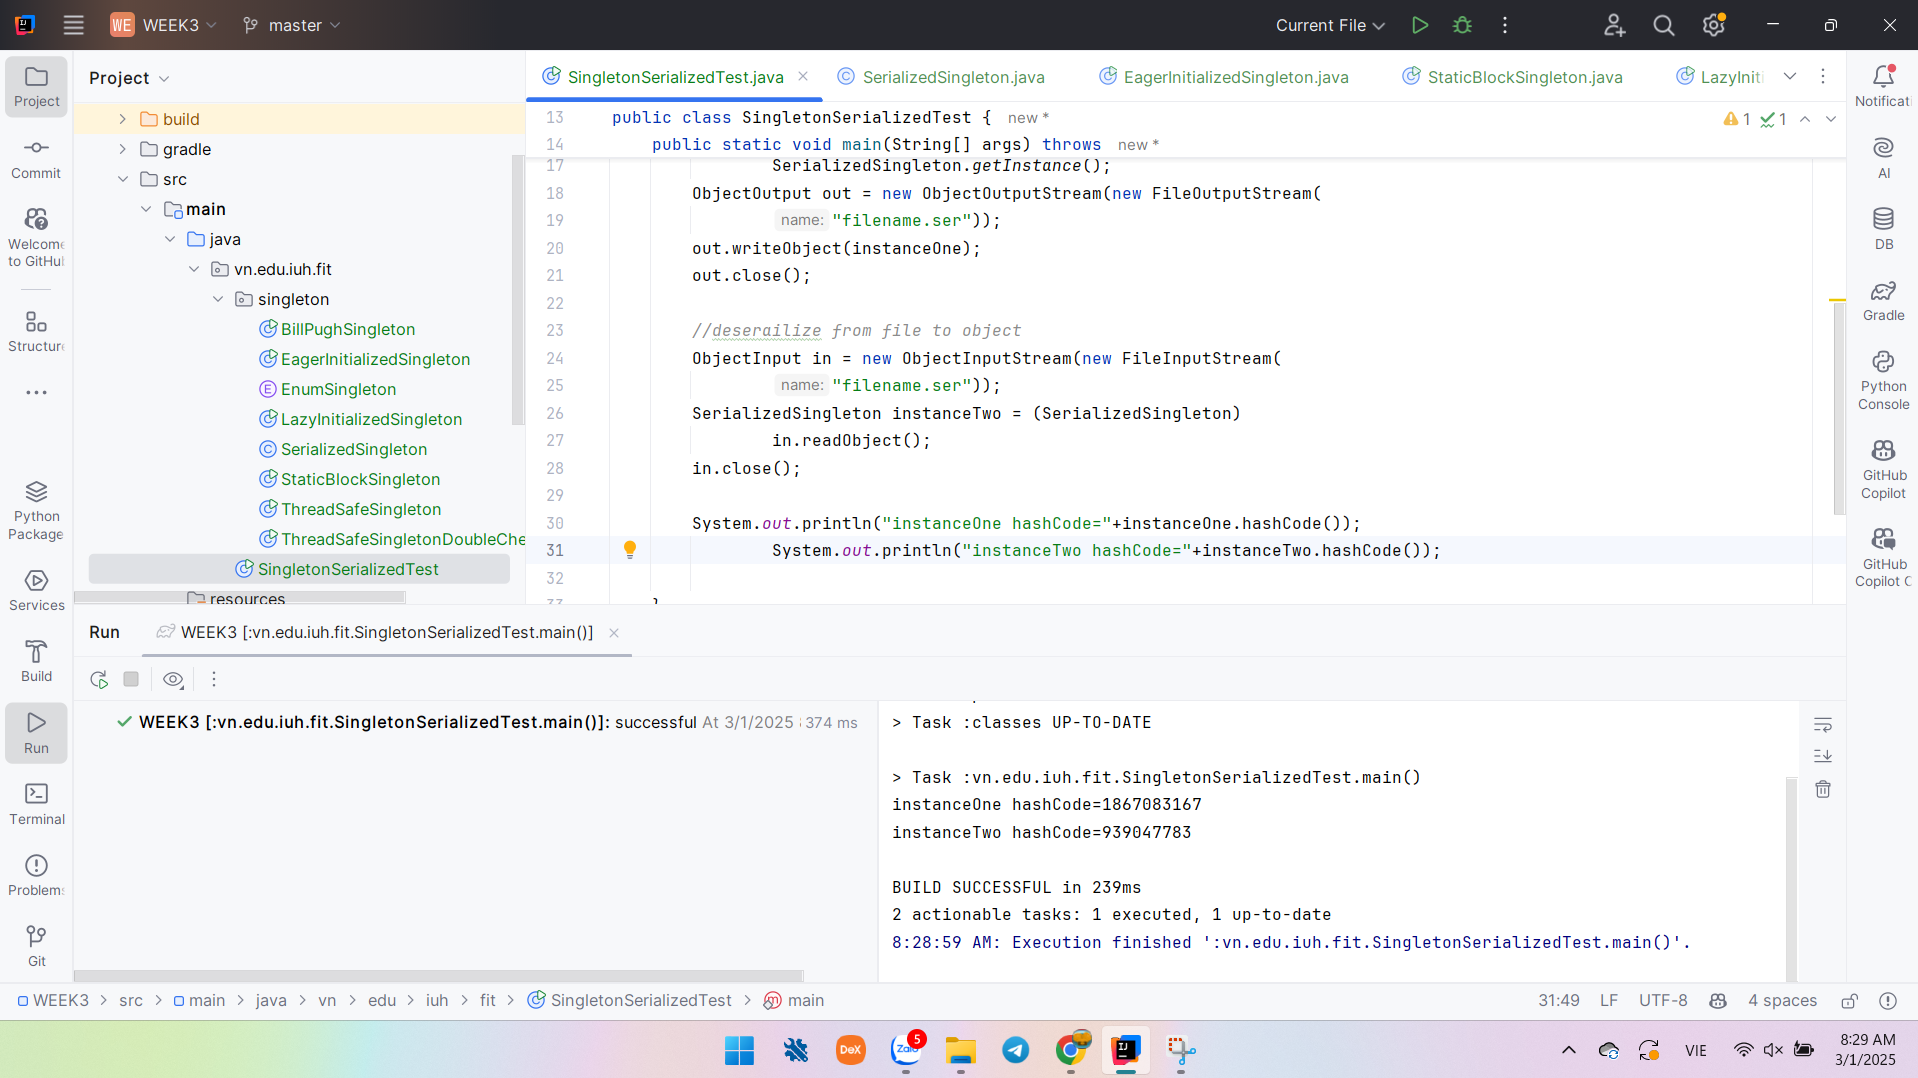 WE WEEK3 master Current File
Project
Commit
Welcome
to GitHu
Structure
Python
Package
Services
Build
Run
Terminal
Problems
Git
Project
build
gradle
src
main
java
vn.edu.iuh.fit
singleton
BillPughSingleton
EagerInitializedSingleton
EnumSingleton
LazyInitializedSingleton
SerializedSingleton
StaticBlockSingleton
ThreadSafeSingleton
ThreadSafeSingletonDoubleChe
SingletonSerializedTest
resources
SingletonSerializedTest.java SerializedSingleton.java EagerInitializedSingleton.java StaticBlockSingleton.java LazyIniti
13 public class SingletonSerializedTest { new *
14 public static void main(String[] args) throws new *
1 1
17 SerializedSingleton.getInstance();
18 ObjectOutput out = new ObjectOutputStream(new FileOutputStream(
19 name: "filename.ser"));
20 out.writeObject(instanceOne);
21 out.close();
22
23 //deserailize from file to object
24 ObjectInput in = new ObjectInputStream(new FileInputStream(
25 name: "filename.ser"));
26 SerializedSingleton instanceTwo = (SerializedSingleton)
27 in.readObject();
28 in.close();
29
30 System.out.println("instanceOne hashCode="+instanceOne.hashCode());
31 System.out.println("instanceTwo hashCode="+instanceTwo.hashCode());
32
33 }
Notificat
AI
DB
Gradle
Python
Console
GitHub
Copilot
GitHub
Copilot C
Run WEEK3 [:vn.edu.iuh.fit.SingletonSerializedTest.main()]
WEEK3 [:vn.edu.iuh.fit.SingletonSerializedTest.main()]: successful At 3/1/2025 374 ms
> Task :classes UP-TO-DATE
> Task :vn.edu.iuh.fit.SingletonSerializedTest.main()
instanceOne hashCode=1867083167
instanceTwo hashCode=939047783
BUILD SUCCESSFUL in 239ms
2 actionable tasks: 1 executed, 1 up-to-date
8:28:59 AM: Execution finished ':vn.edu.iuh.fit.SingletonSerializedTest.main()'.
WEEK3 > src > main > java > vn > edu > iuh > fit > SingletonSerializedTest > main
31:49 LF UTF-8 4 spaces
DeX Zalo 5 VIE 8:29 AM
3/1/2025